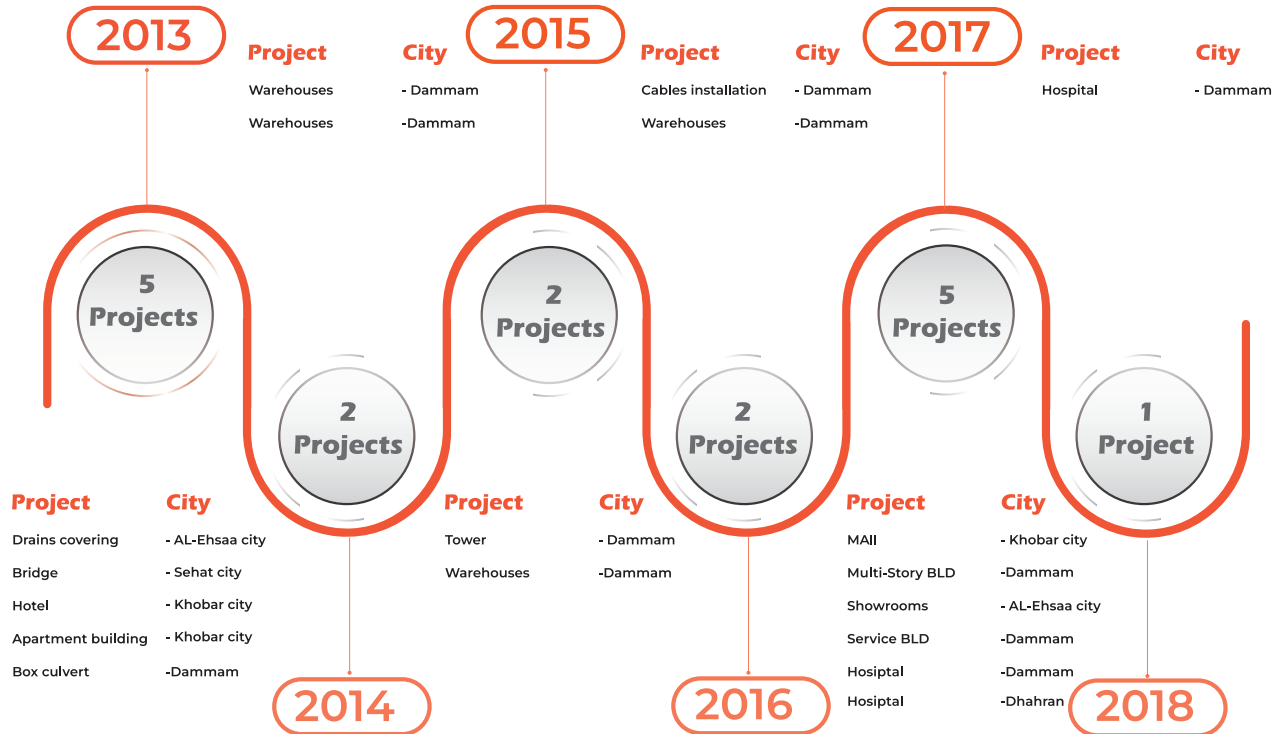 2013
Project City
Warehouses - Dammam
Warehouses -Dammam
2015
Project City
Cables installation - Dammam
Warehouses -Dammam
2017
Project City
Hospital - Dammam
5
Projects
2
Projects
2
Projects
2
Projects
5
Projects
1
Project
Project City
Drains covering - AL-Ehsaa city
Bridge - Sehat city
Hotel - Khobar city
Apartment building - Khobar city
Box culvert -Dammam
2014
Project City
Tower - Dammam
Warehouses -Dammam
2016
Project City
MAll - Khobar city
Multi-Story BLD -Dammam
Showrooms - AL-Ehsaa city
Service BLD -Dammam
Hosiptal -Dammam
Hosiptal -Dhahran
2018